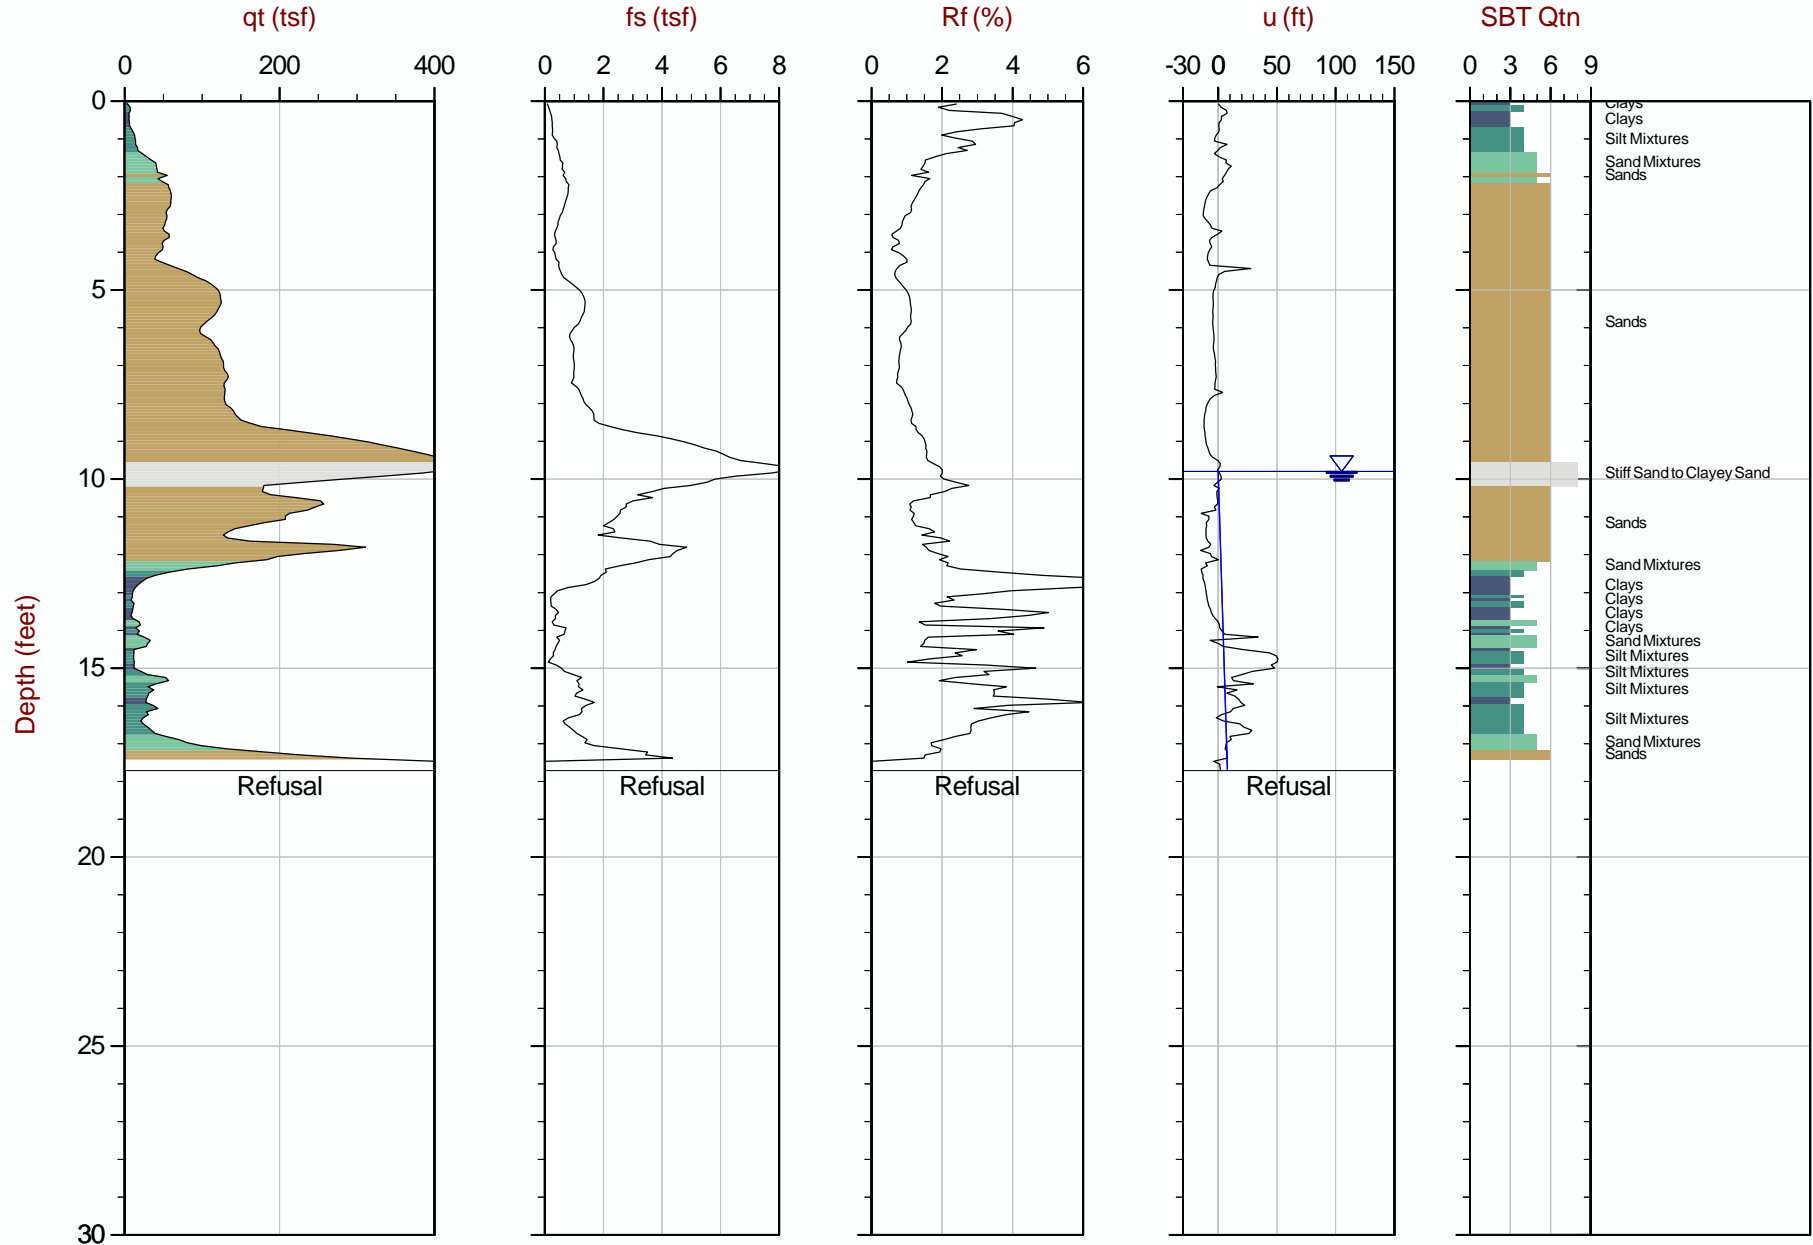 qt (tsf) fs (tsf) Rf (%) u (ft) SBT Qtn
0 200 400 0 2 4 6 8 0 2 4 6 -30 0 50 100 150 0 3 6 9
0
Clays
Clays
Silt Mixtures
Sand Mixtures
Sands
5
Sands
Stiff Sand to Clayey Sand
10
Sands
Sand Mixtures
Clays
Clays
Clays
Clays
Sand Mixtures
Silt Mixtures
15
Silt Mixtures
Silt Mixtures
Silt Mixtures
Sand Mixtures
Sands
Refusal Refusal Refusal Refusal
Depth (feet)
20
25
30